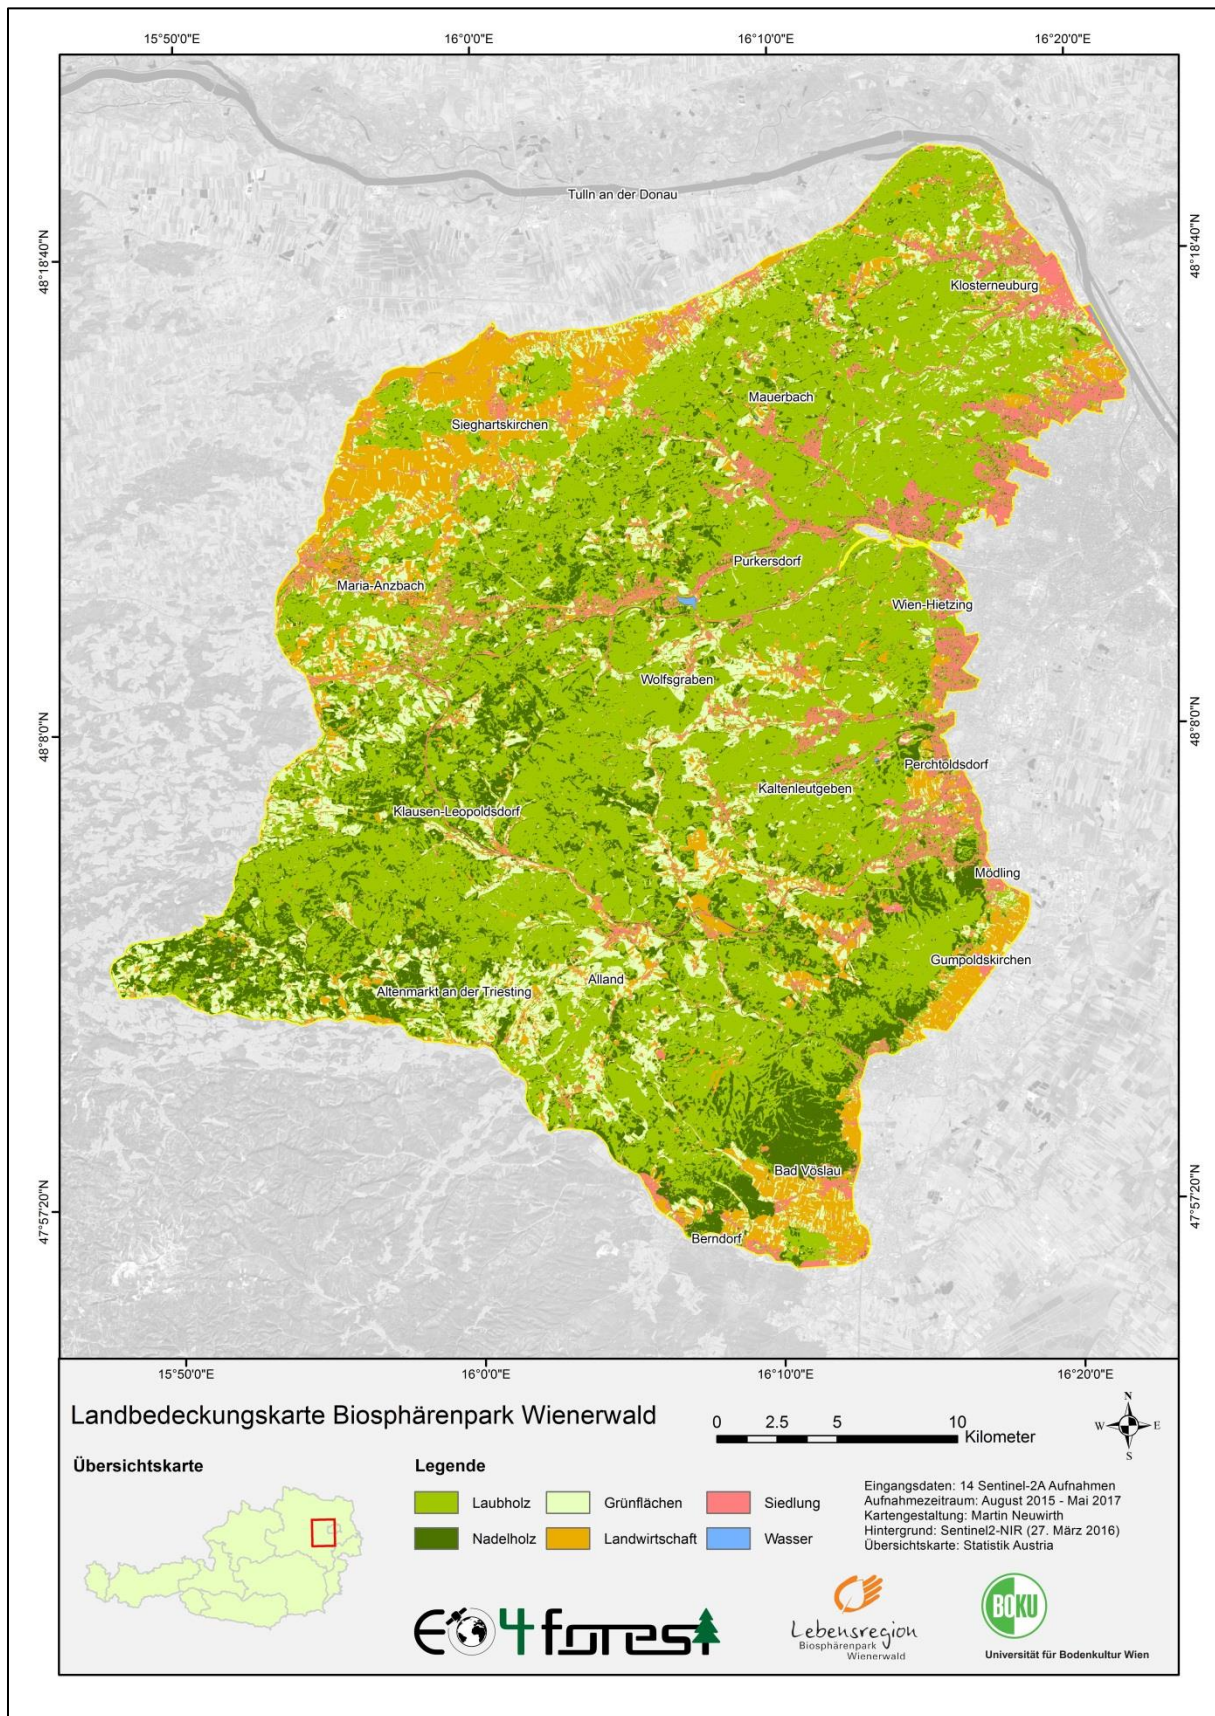 15°50'0"E
16°0'0"E
16°10'0"E
16°20'0"E
48°18'40"N
48°18'40"N
Tulln an der Donau
Klosterneuburg
Mauerbach
Sieghartskirchen
Purkersdorf
Maria-Anzbach
Wien-Hietzing
Wolfsgraben
48°8'0"N
48°8'0"N
Perchtoldsdorf
Kaltenleutgeben
Klausen-Leopoldsdorf
Mödling
Gumpoldskirchen
Alland
Altenmarkt an der Triesting
Bad Vöslau
47°57'20"N
47°57'20"N
Berndorf
15°50'0"E
16°0'0"E
16°10'0"E
16°20'0"E
Landbedeckungskarte Biosphärenpark Wienerwald
0 2.5 5 10
Kilometer
N
W E
S
Übersichtskarte
Legende
Laubholz Grünflächen Siedlung
Nadelholz Landwirtschaft Wasser
Eingangsdaten: 14 Sentinel-2A Aufnahmen
Aufnahmezeitraum: August 2015 - Mai 2017
Kartengestaltung: Martin Neuwirth
Hintergrund: Sentinel2-NIR (27. März 2016)
Übersichtskarte: Statistik Austria
EO4forest
Lebensregion
Biosphärenpark
Wienerwald
BOKU
Universität für Bodenkultur Wien